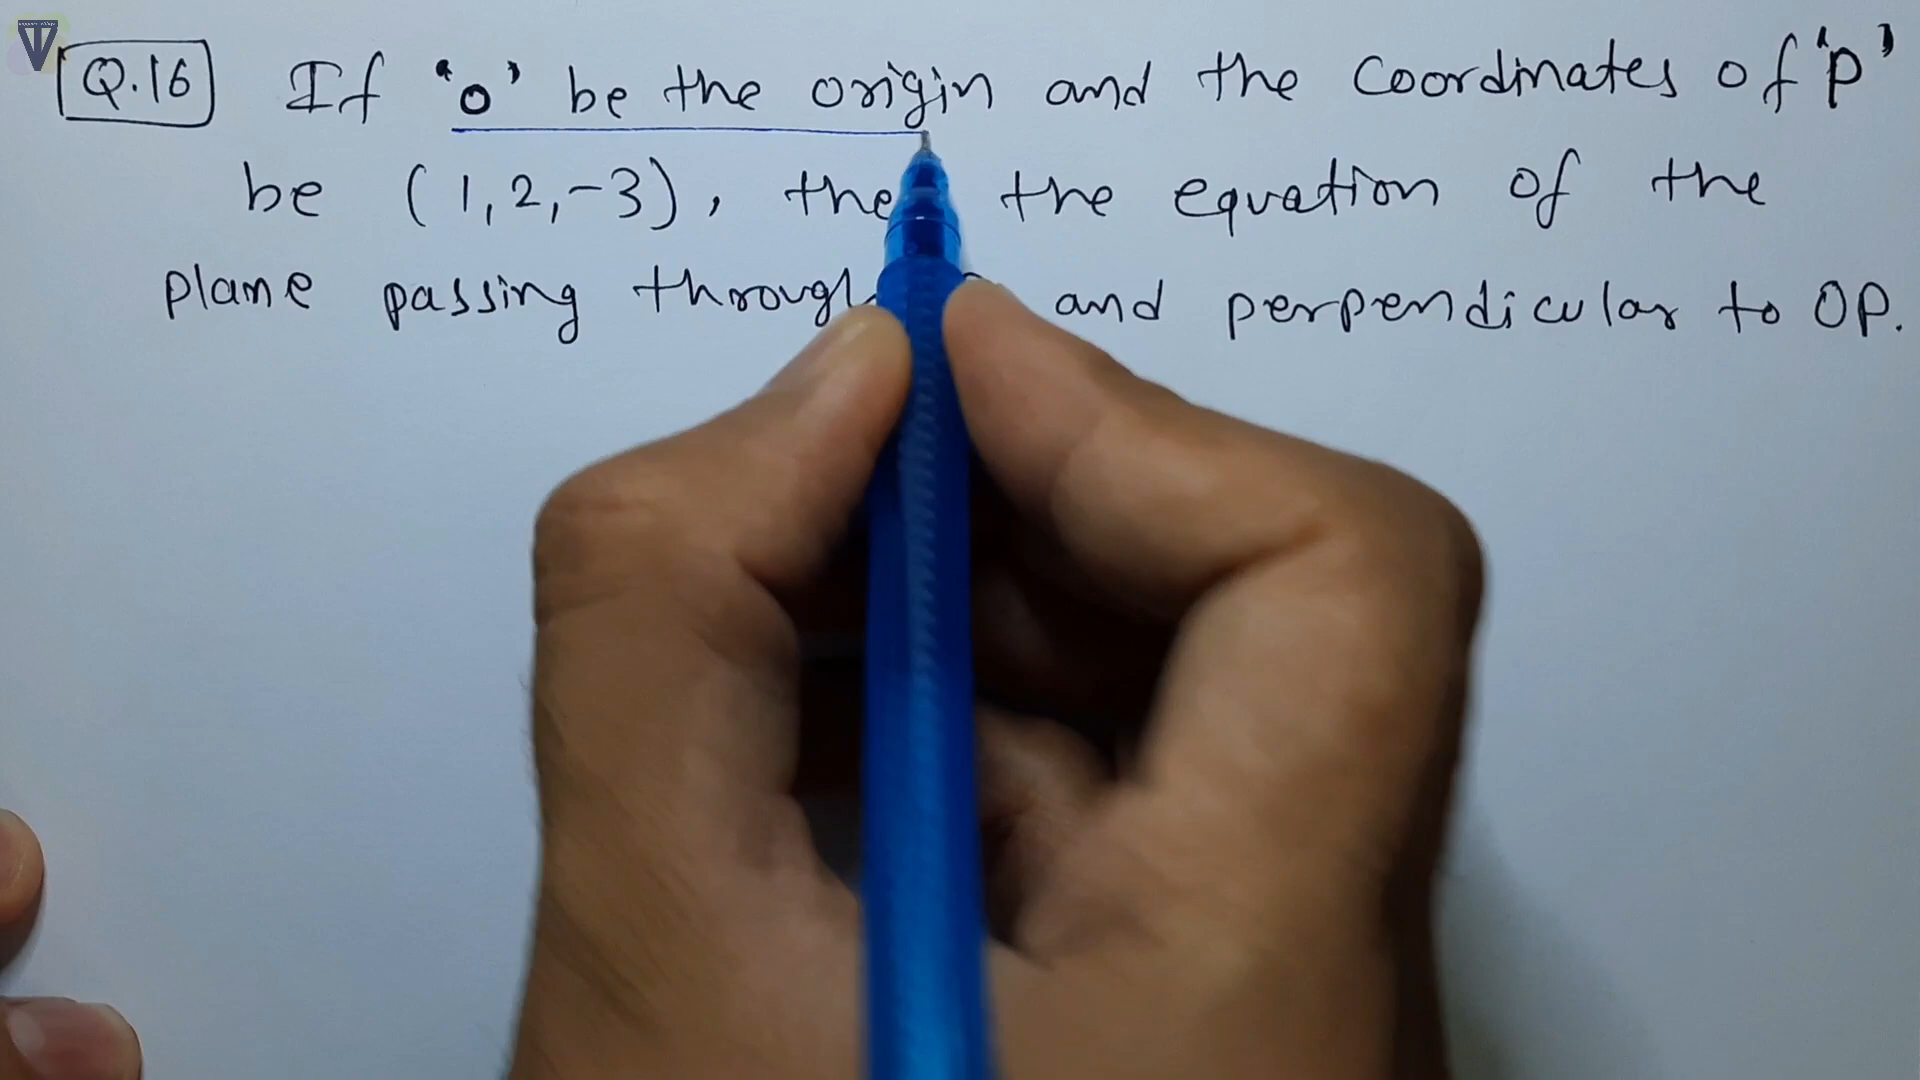 Q.16 If 'O' be the origin and the coordinates of 'P'
be (1, 2, -3), the the equation of the
plane passing through and perpendicular to OP.